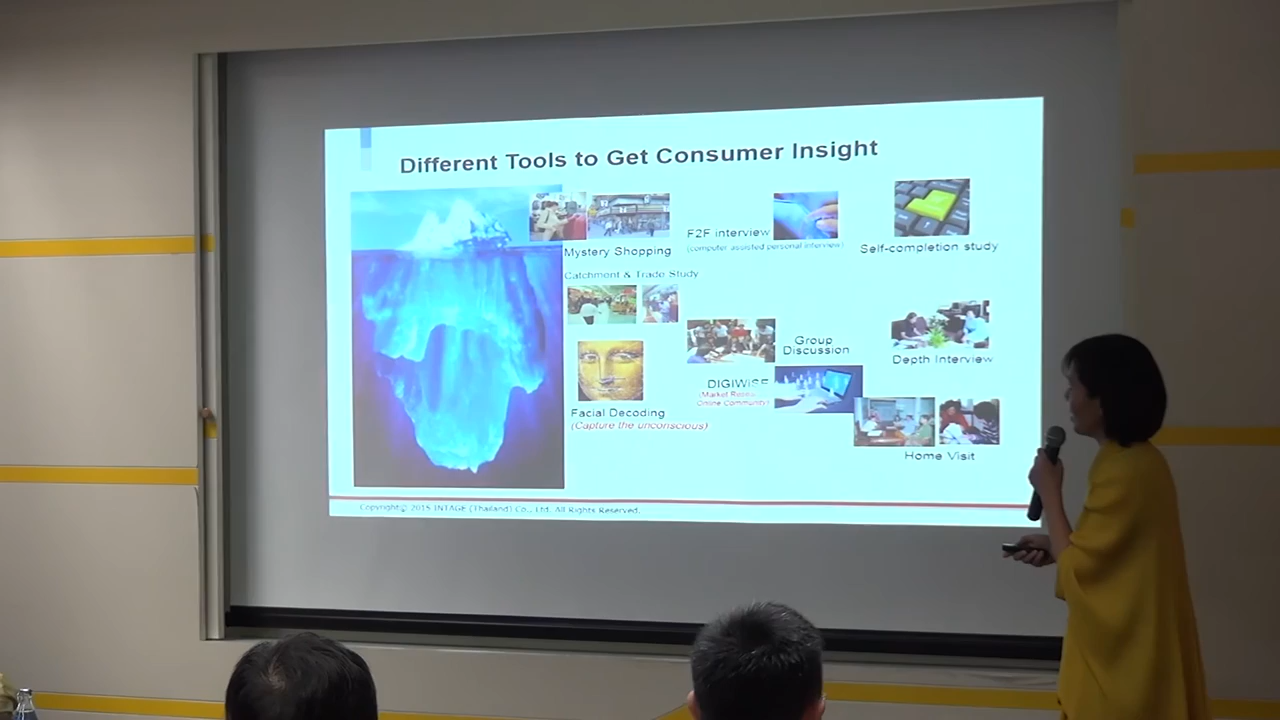 Different Tools to Get Consumer Insight
Mystery Shopping
F2F interview
(computer assisted personal interview)
Self-completion study
Catchment & Trade Study
Group
Discussion
Depth Interview
DIGIWISE
(Market
Online Community)
Facial Decoding
(Capture the unconscious)
Home Visit
Copyright© 2015 INTAGE (Thailand) Co., Ltd. All Rights Reserved.